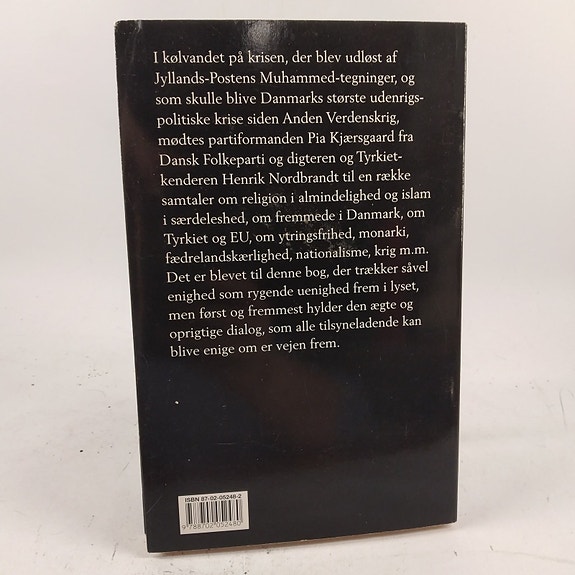 I kølvandet på krisen, der blev udløst af
Jyllands-Postens Muhammed-tegninger, og
som skulle blive Danmarks største udenrigs-
politiske krise siden Anden Verdenskrig,
mødtes partiformanden Pia Kjærsgaard fra
Dansk Folkeparti og digteren og Tyrkiet-
kenderen Henrik Nordbrandt til en række
samtaler om religion i almindelighed og islam
i særdeleshed, om fremmede i Danmark, om
Tyrkiet og EU, om ytringsfrihed, monarki,
fædrelandskærlighed, nationalisme, krig m.m.
Det er blevet til denne bog, der trækker såvel
enighed som rygende uenighed frem i lyset,
men først og fremmest hylder den ægte og
oprigtige dialog, som alle tilsyneladende kan
blive enige om er vejen frem.
ISBN 87-02-05248-2
9788702052480